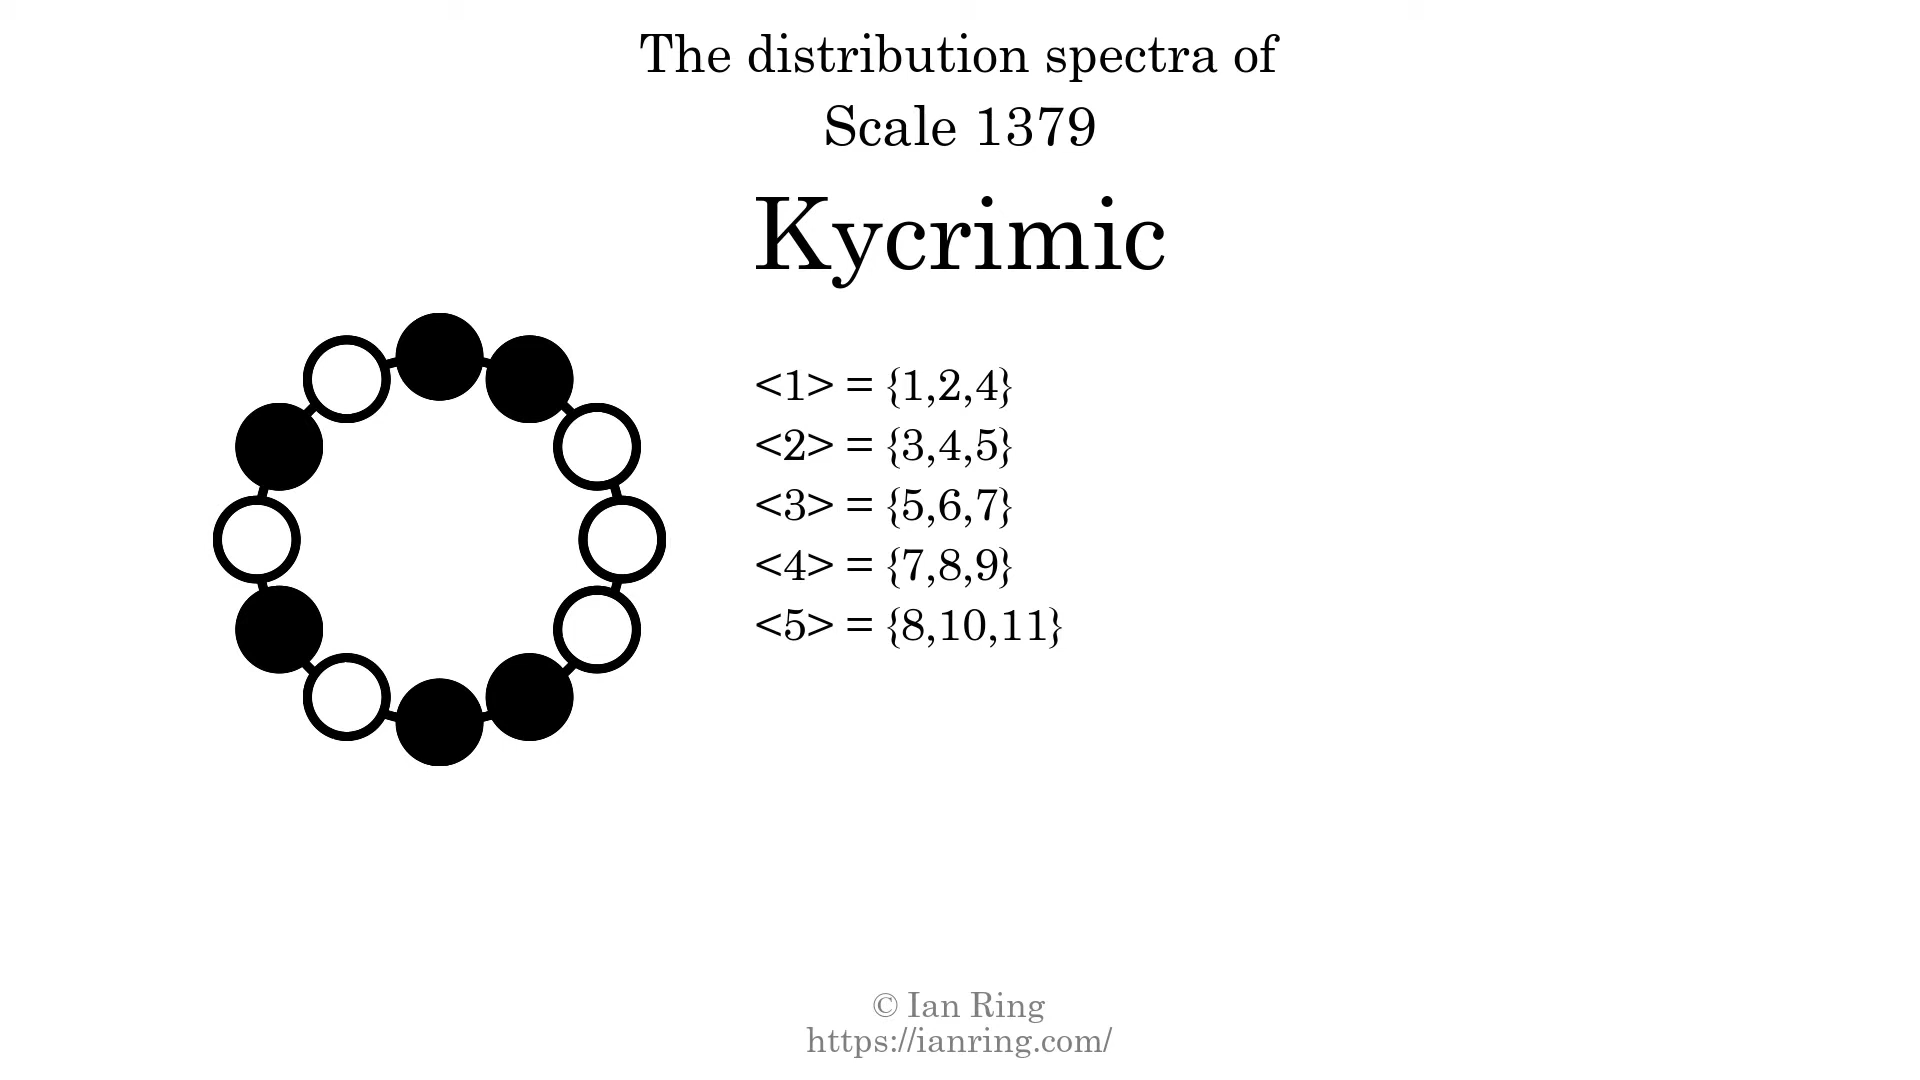 The distribution spectra of
Scale 1379
Kycrimic
<1> = {1,2,4}
<2> = {3,4,5}
<3> = {5,6,7}
<4> = {7,8,9}
<5> = {8,10,11}
© Ian Ring
https://ianring.com/